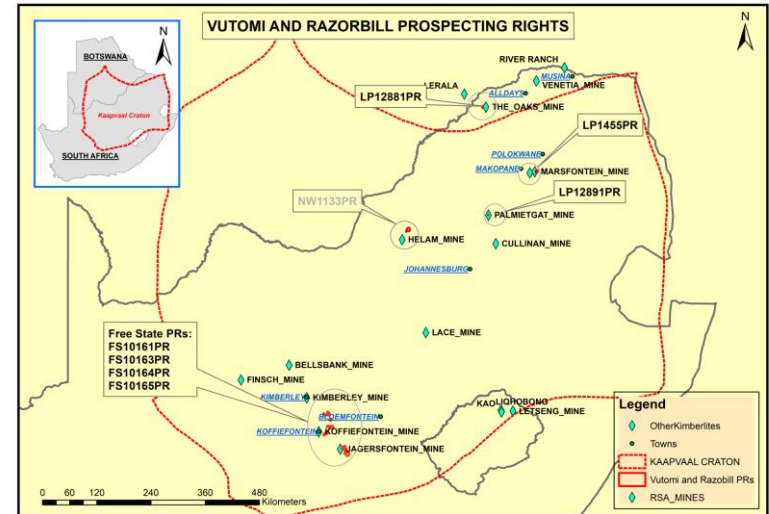 VUTOMI AND RAZORBILL PROSPECTING RIGHTS
N
BOTSWANA
Kaapvaal Craton
SOUTH AFRICA
N
RIVER RANCH
MUSINA
VENETIA_MINE
LERALA
ALLDAYS
LP12881PR
THE_OAKS_MINE
LP1455PR
POLOKWANE
MAKOPANE
MARSFONTEIN_MINE
LP12891PR
NW1133PR
PALMIETGAT_MINE
HELAM_MINE
CULLINAN_MINE
JOHANNESBURG
LACE_MINE
Free State PRs:
FS10161PR
FS10163PR
FS10164PR
FS10165PR
BELLSBANK_MINE
FINSCH_MINE
KIMBERLEY
KIMBERLEY_MINE
BLOEMFONTEIN
KOFFIEFONTEIN
KOFFIEFONTEIN_MINE
JAGERSFONTEIN_MINE
KAO
LIQHOBONG
LETSENG_MINE
Legend
OtherKimberlites
Towns
KAAPVAAL CRATON
Vutomi and Razobill PRs
RSA_MINES
0 60 120 240 360 480
Kilometers